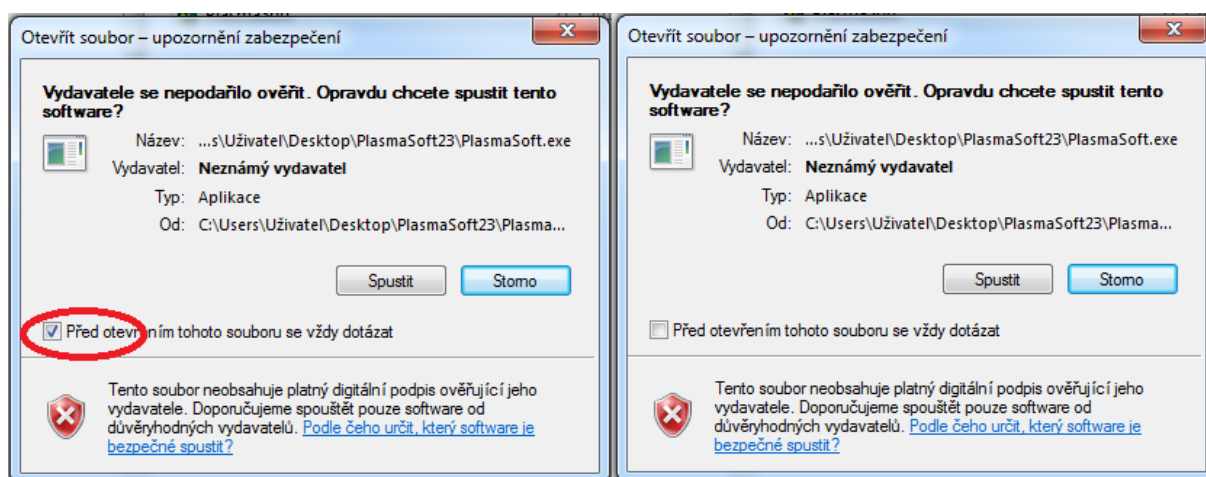 Otevřít soubor – upozornění zabezpečení
Vydavatele se nepodařilo ověřit. Opravdu chcete spustit tento
software?
Název: ...s\Uživatel\Desktop\PlasmaSoft23\PlasmaSoft.exe
Vydavatel: Neznámý vydavatel
Typ: Aplikace
Od: C:\Users\Uživatel\Desktop\PlasmaSoft23\Plasma...
Spustit Storno
Před otevřením tohoto souboru se vždy dotázat
Tento soubor neobsahuje platný digitální podpis ověřující jeho
vydavatele. Doporučujeme spouštět pouze software od
důvěryhodných vydavatelů. Podle čeho určit, který software je
bezpečné spustit?
Otevřít soubor – upozornění zabezpečení
Vydavatele se nepodařilo ověřit. Opravdu chcete spustit tento
software?
Název: ...s\Uživatel\Desktop\PlasmaSoft23\PlasmaSoft.exe
Vydavatel: Neznámý vydavatel
Typ: Aplikace
Od: C:\Users\Uživatel\Desktop\PlasmaSoft23\Plasma...
Spustit Storno
Před otevřením tohoto souboru se vždy dotázat
Tento soubor neobsahuje platný digitální podpis ověřující jeho
vydavatele. Doporučujeme spouštět pouze software od
důvěryhodných vydavatelů. Podle čeho určit, který software je
bezpečné spustit?